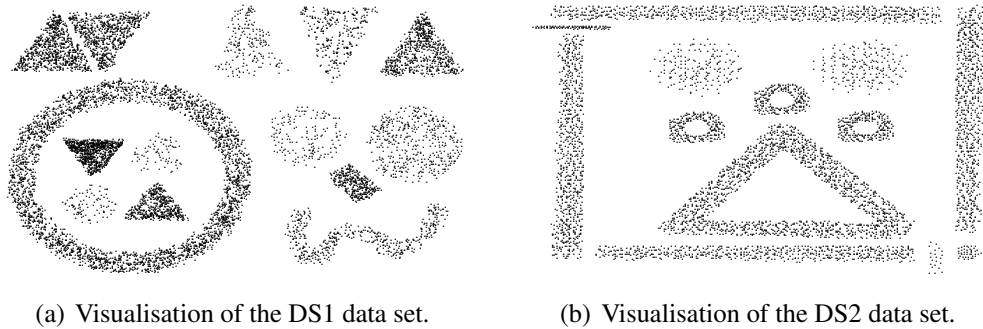 (a) Visualisation of the DS1 data set.
(b) Visualisation of the DS2 data set.